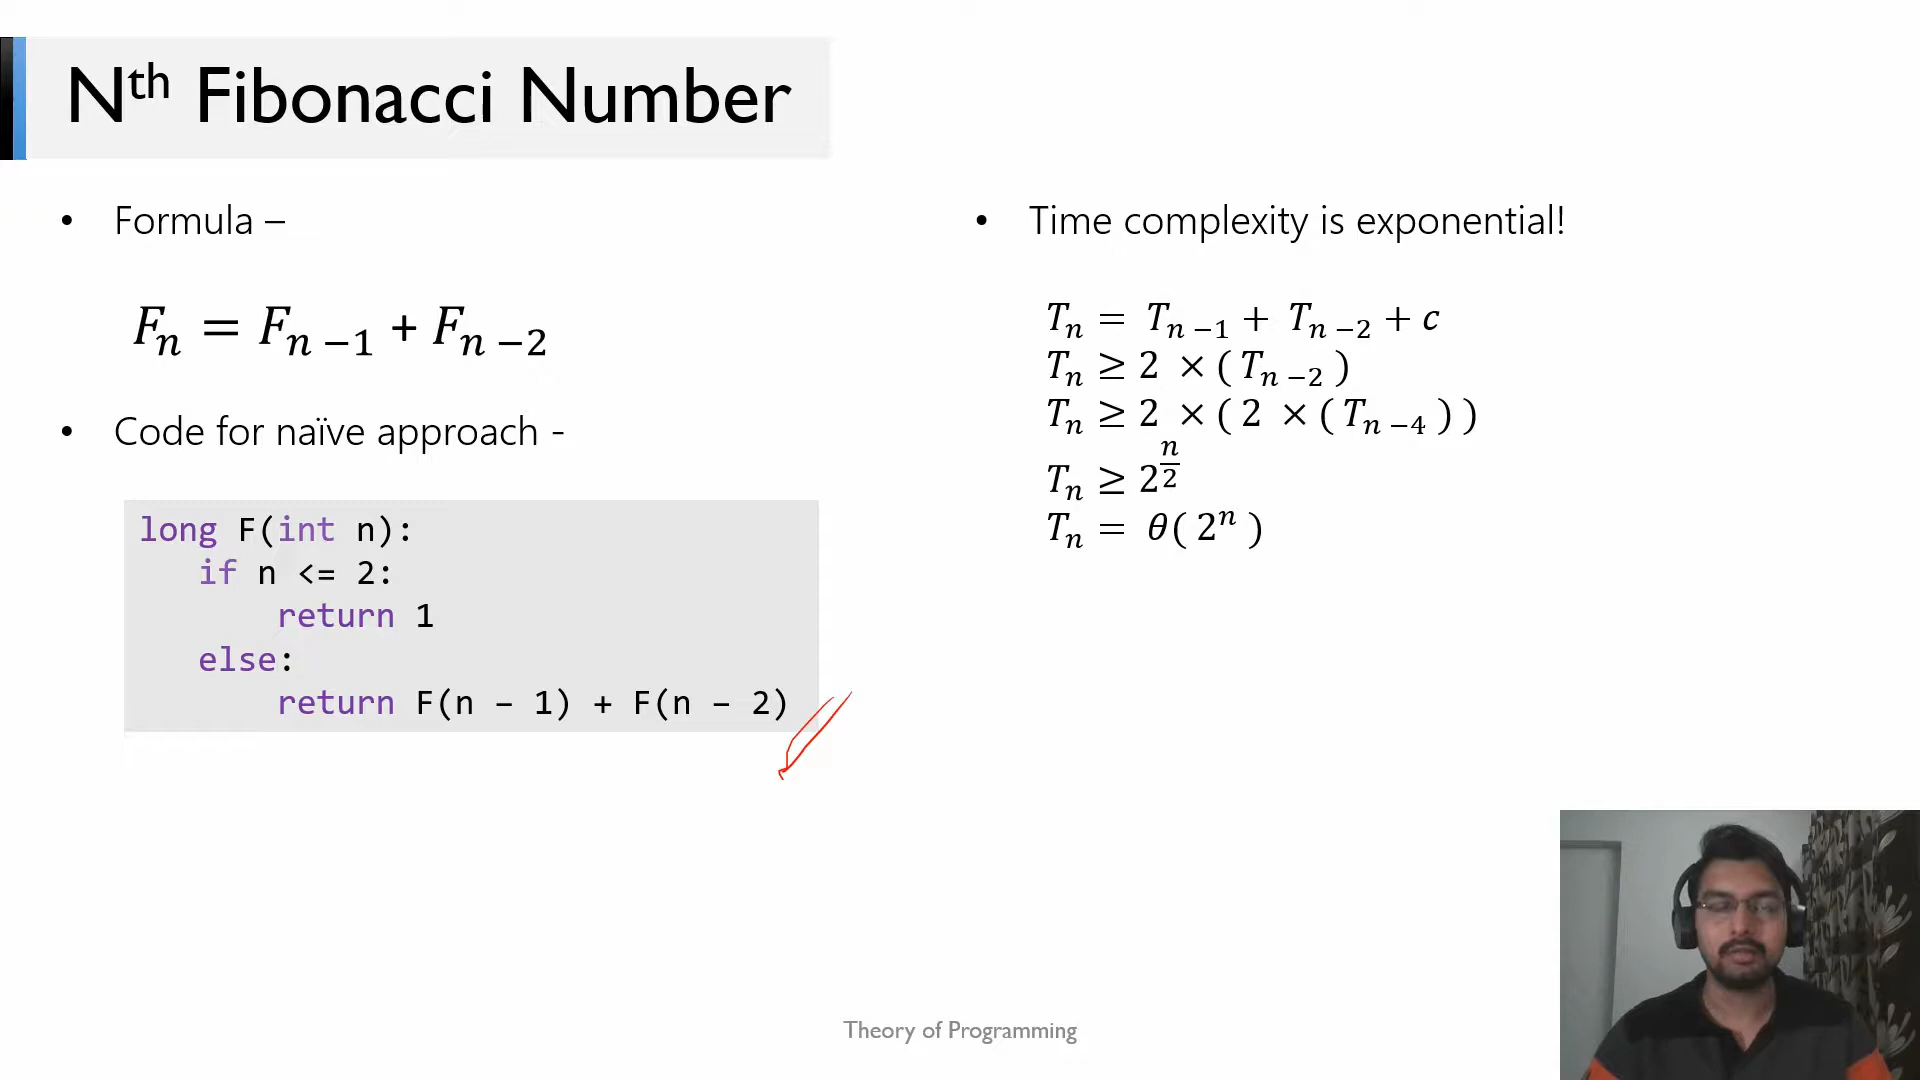 Nth Fibonacci Number
• Formula –
Fn = Fn −1 + Fn −2
• Code for naïve approach -
long F(int n):
if n <= 2:
return 1
else:
return F(n – 1) + F(n – 2)
• Time complexity is exponential!
Tn = Tn −1 + Tn −2 + c
Tn ≥ 2 × ( Tn −2 )
Tn ≥ 2 × ( 2 × ( Tn −4 ) )
Tn ≥ 2^(n/2)
Tn = θ( 2^n )
Theory of Programming